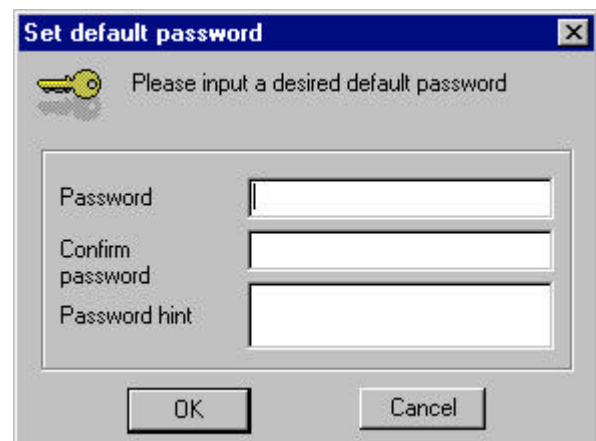 Set default password
Please input a desired default password
Password
Confirm
password
Password hint
OK
Cancel